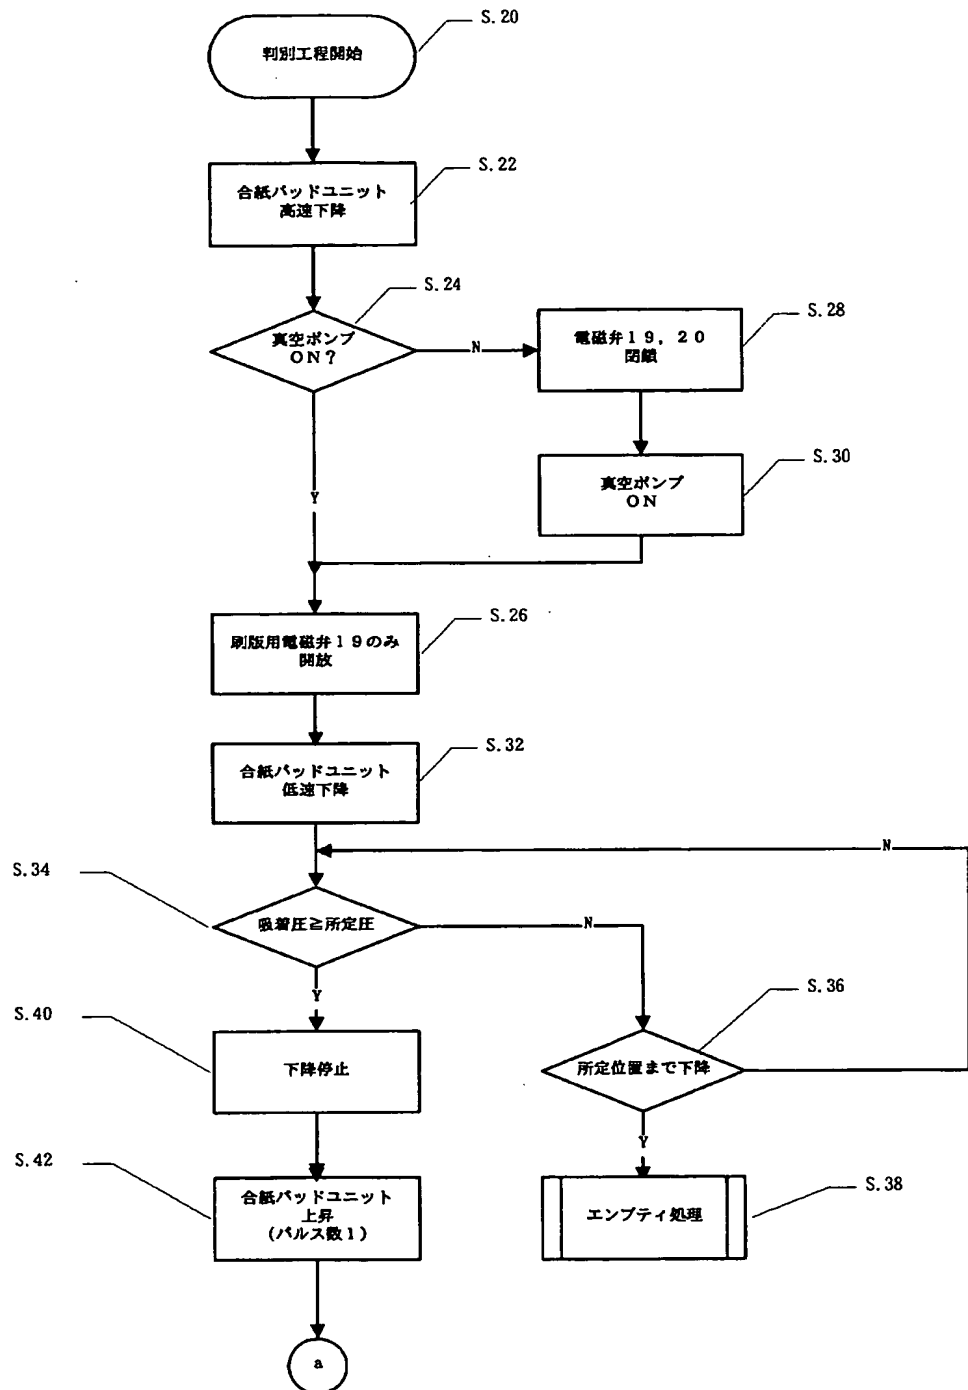 S.20
判別工程開始
S.22
合紙パッドユニット
高速下降
S.24
真空ポンプ
ON?
N
S.28
電磁弁19,20
閉鎖
S.30
真空ポンプ
ON
Y
S.26
刷版用電磁弁19のみ
開放
S.32
合紙パッドユニット
低速下降
N
S.34
吸着圧≧所定圧
N
Y
S.36
所定位置まで下降
S.40
下降停止
Y
S.42
合紙パッドユニット
上昇
(パルス数1)
S.38
エンプティ処理
a